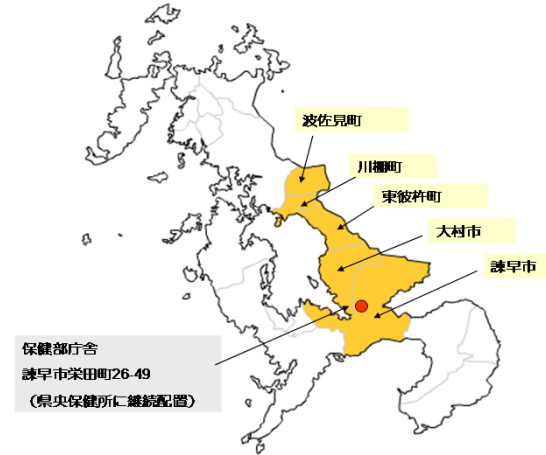 波佐見町
川棚町
東彼杵町
大村市
諫早市
保健部庁舎
諫早市栄田町26-49
（県央保健所に継続配置）